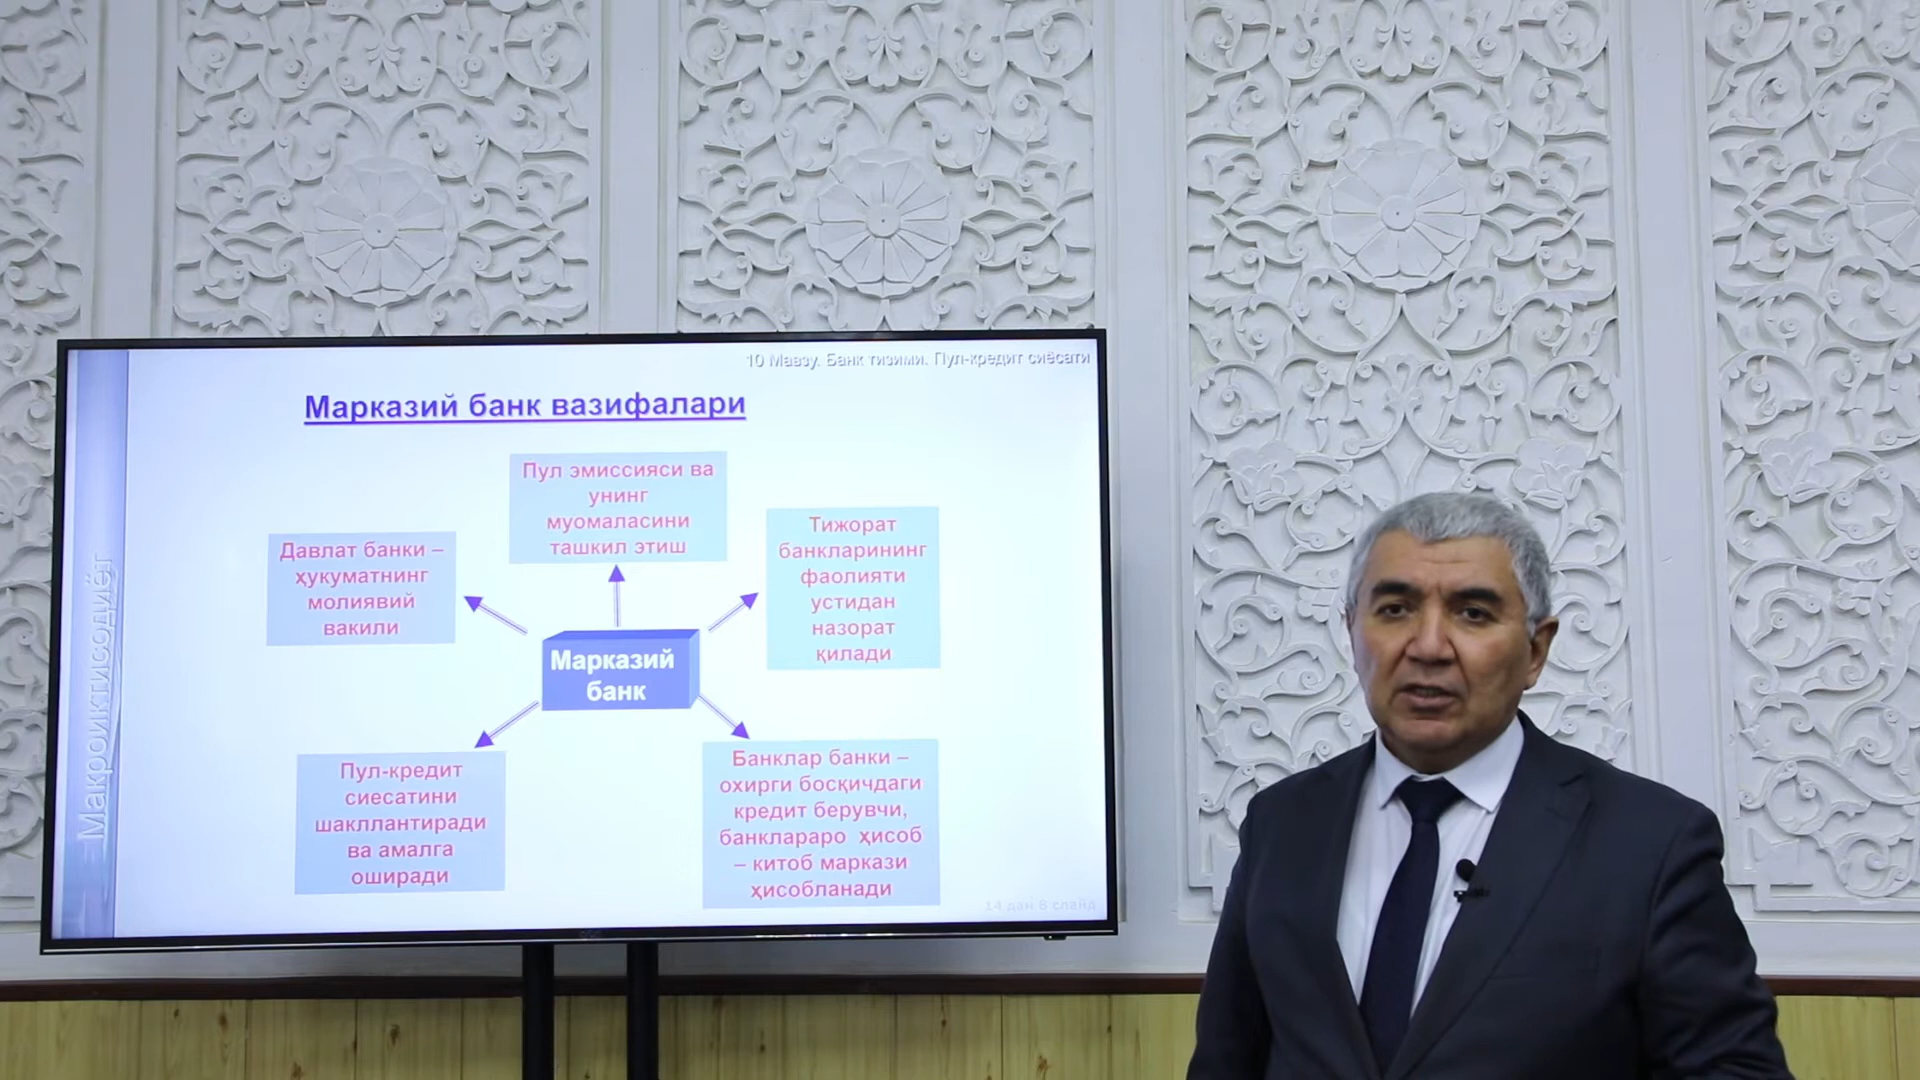 10 Мавзу. Банк тизими. Пул-кредит сиёсати
Марказий банк вазифалари
Пул эмиссияси ва
унинг
муомаласини
ташкил этиш
Давлат банки –
ҳукуматнинг
молиявий
вакили
Тижорат
банкларининг
фаолияти
устидан
назорат
қилади
Марказий
банк
Пул-кредит
сиесатини
шакллантиради
ва амалга
оширади
Банклар банки –
охирги босқичдаги
кредит берувчи,
банклараро ҳисоб
– китоб маркази
ҳисобланади
Макроиктисодиёт
14 дан 8 слайд